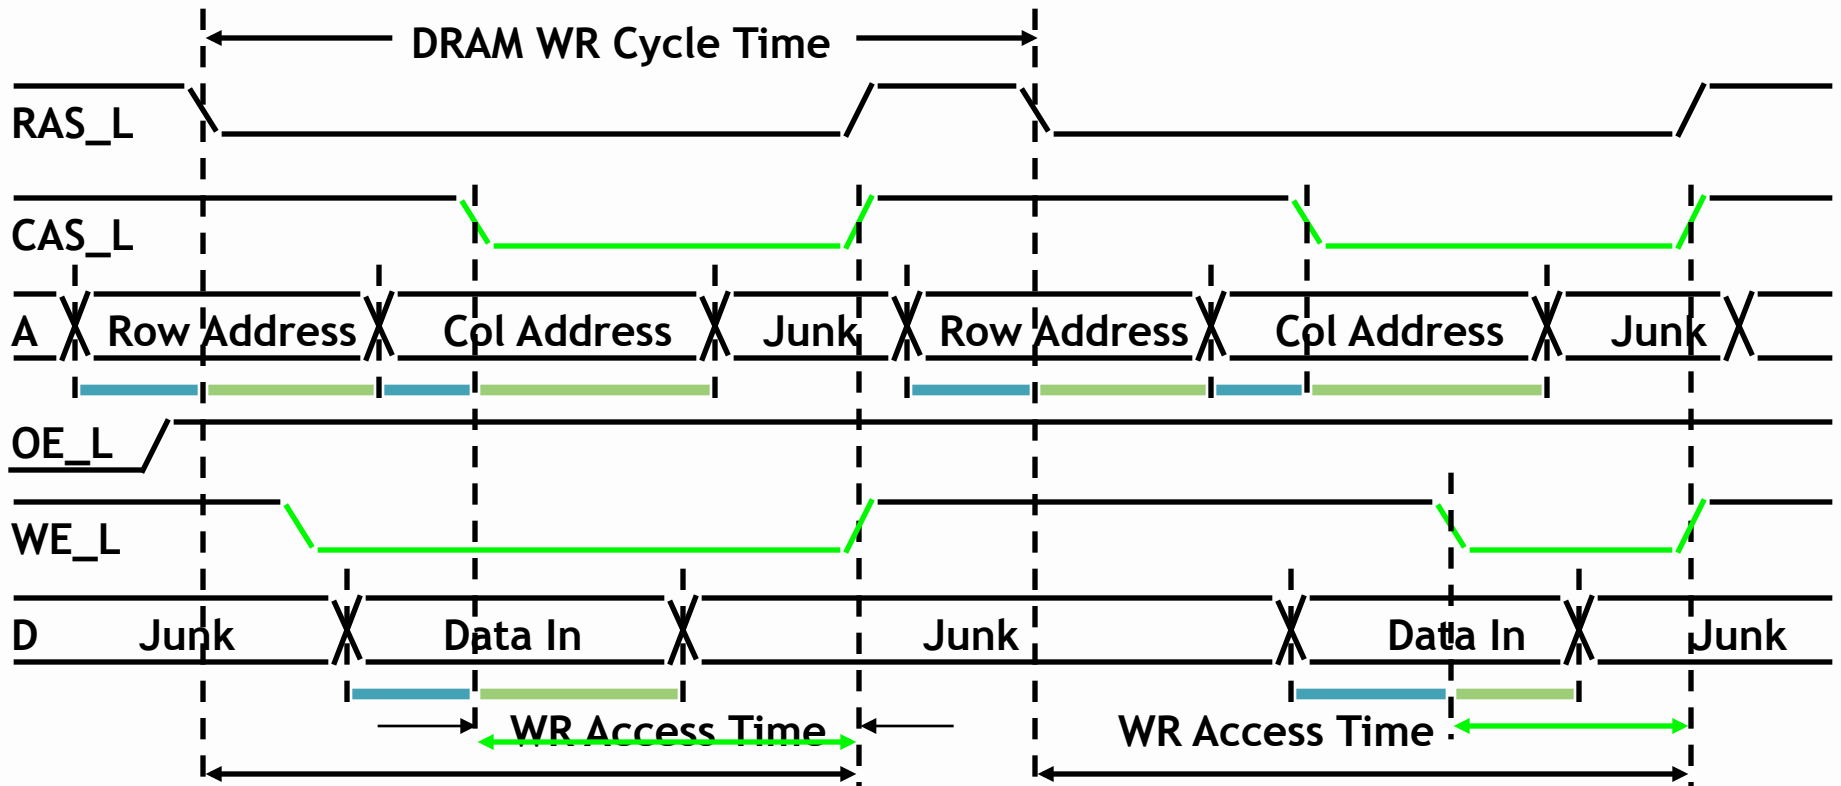 DRAM WR Cycle Time
RAS_L
CAS_L
A Row Address Col Address Junk Row Address Col Address Junk
OE_L
WE_L
D Junk Data In Junk Data In Junk
WR Access Time WR Access Time